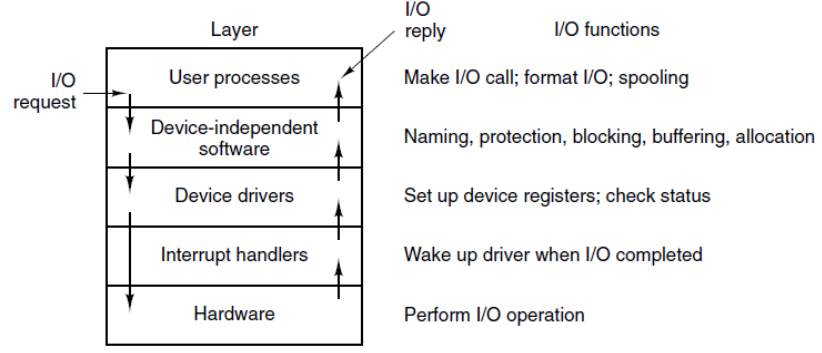 I/O
reply
Layer
I/O functions
I/O
request
User processes
Make I/O call; format I/O; spooling
Device-independent
software
Naming, protection, blocking, buffering, allocation
Device drivers
Set up device registers; check status
Interrupt handlers
Wake up driver when I/O completed
Hardware
Perform I/O operation